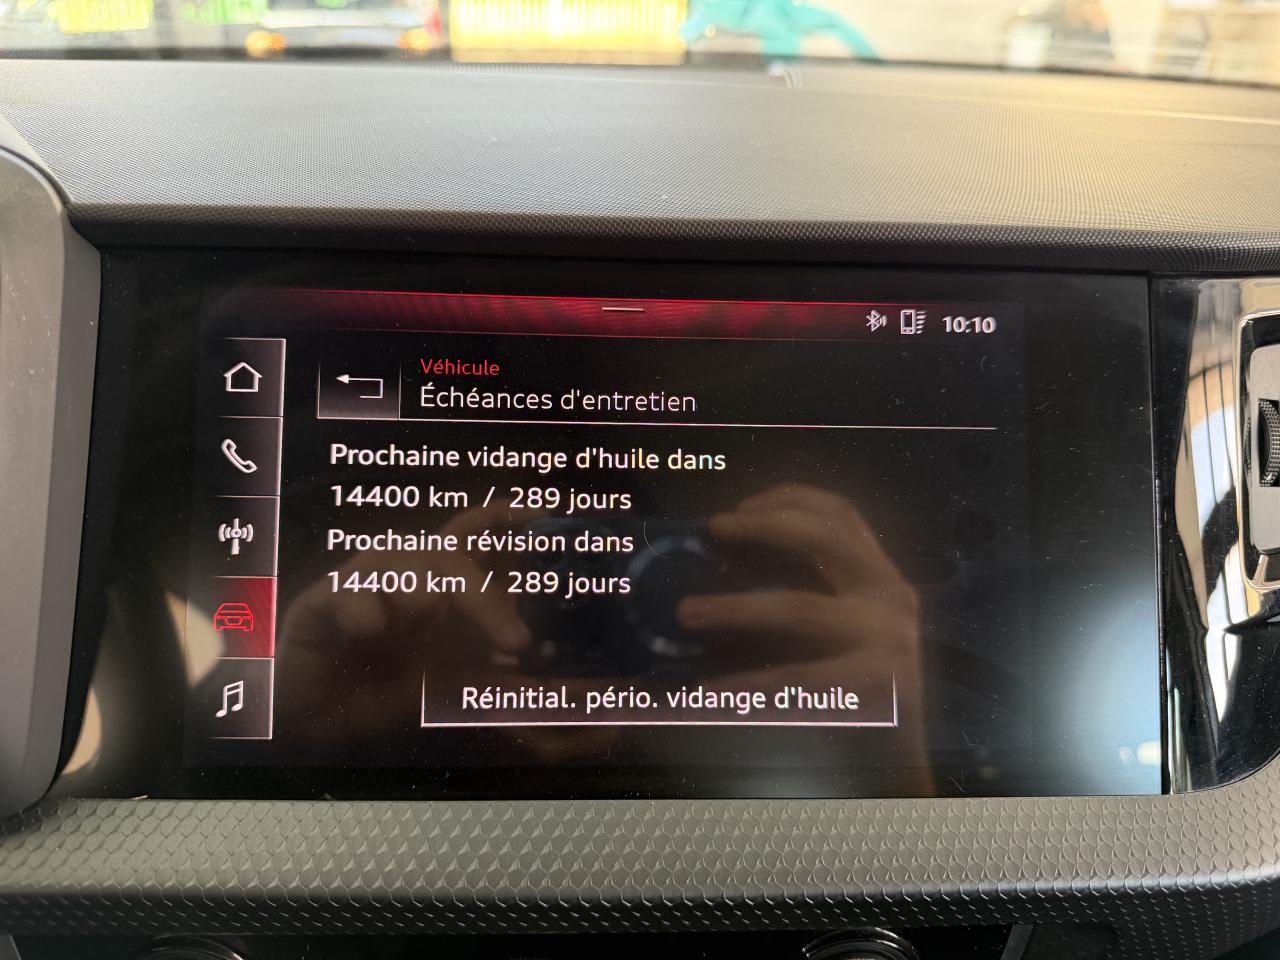 10:10
Véhicule
Échéances d'entretien
Prochaine vidange d'huile dans
14400 km / 289 jours
Prochaine révision dans
14400 km / 289 jours
Réinitial. pério. vidange d'huile